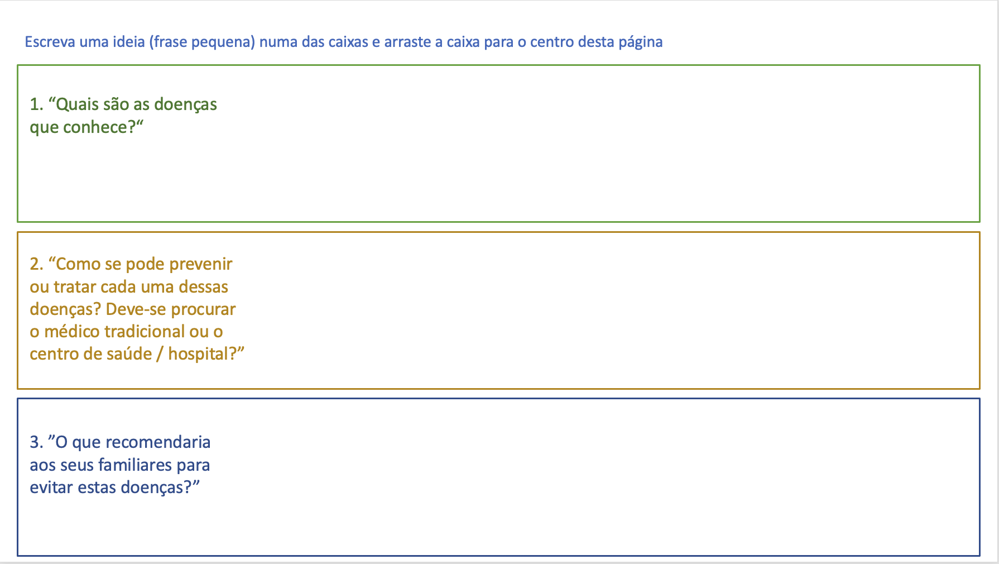 Escreva uma ideia (frase pequena) numa das caixas e arraste a caixa para o centro desta página
1. “Quais são as doenças
que conhece?“
2. “Como se pode prevenir
ou tratar cada uma dessas
doenças? Deve-se procurar
o médico tradicional ou o
centro de saúde / hospital?”
3. ”O que recomendaria
aos seus familiares para
evitar estas doenças?”